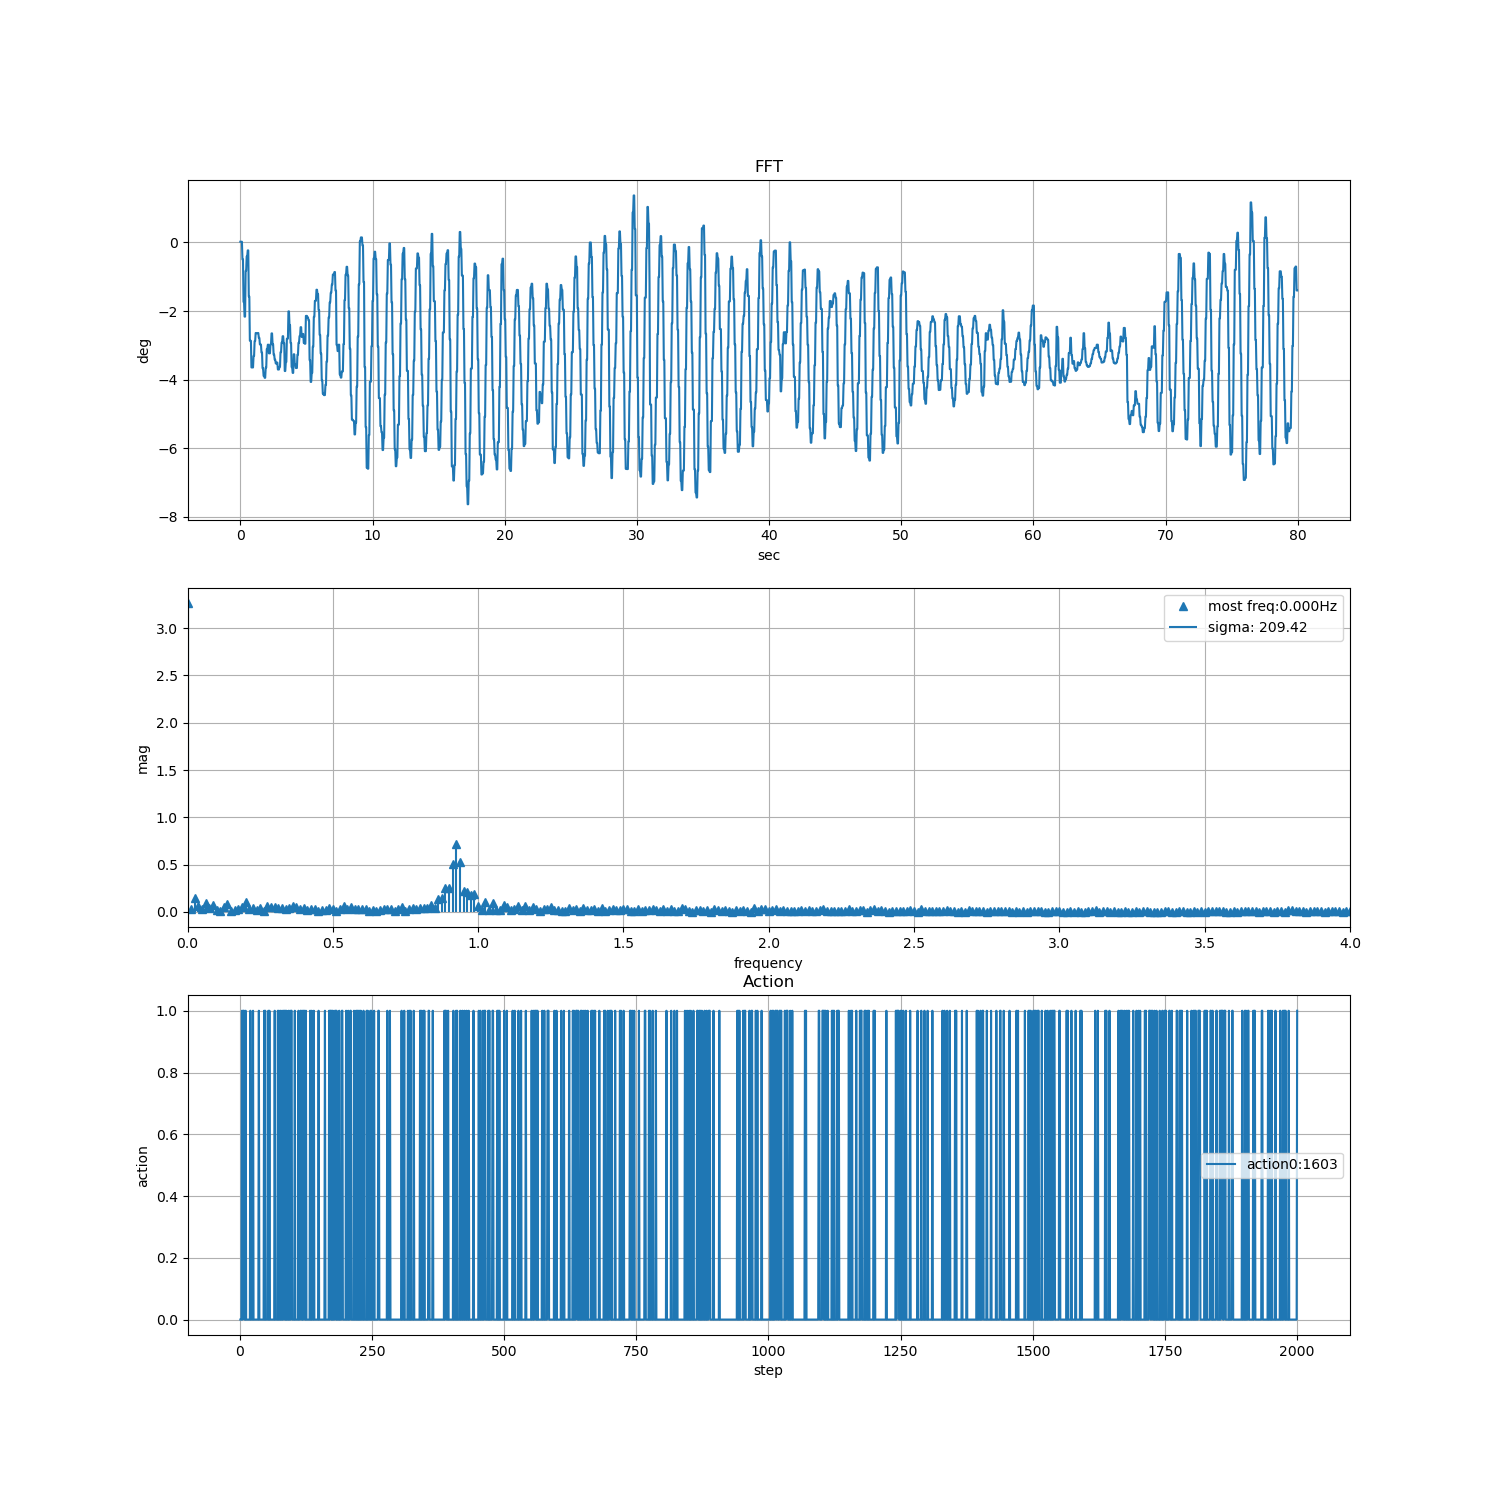 FFT
0
−2
−4
−6
−8
deg
0 10 20 30 40 50 60 70 80
sec
most freq:0.000Hz
sigma: 209.42
3.0
2.5
2.0
1.5
1.0
0.5
0.0
mag
0.0 0.5 1.0 1.5 2.0 2.5 3.0 3.5 4.0
frequency
Action
1.0
0.8
0.6
0.4
0.2
0.0
action
action0:1603
0 250 500 750 1000 1250 1500 1750 2000
step